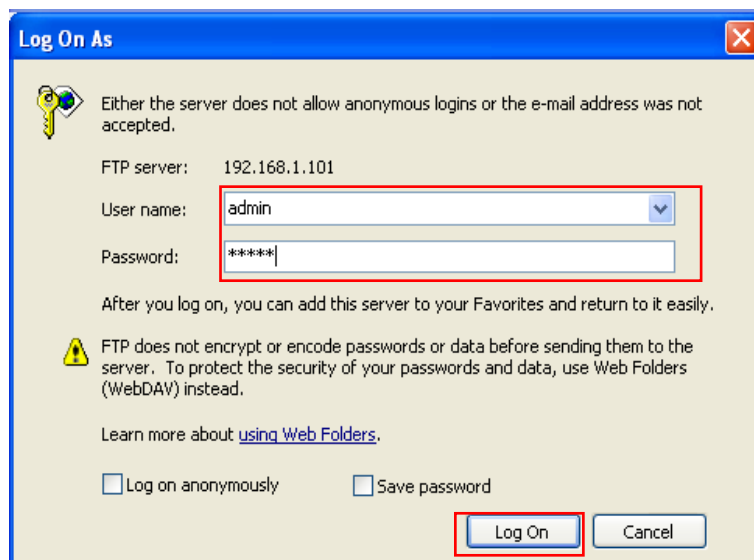 Log On As
Either the server does not allow anonymous logins or the e-mail address was not
accepted.
FTP server: 192.168.1.101
User name: admin
Password: *****
After you log on, you can add this server to your Favorites and return to it easily.
FTP does not encrypt or encode passwords or data before sending them to the
server. To protect the security of your passwords and data, use Web Folders
(WebDAV) instead.
Learn more about using Web Folders.
Log on anonymously Save password
Log On Cancel